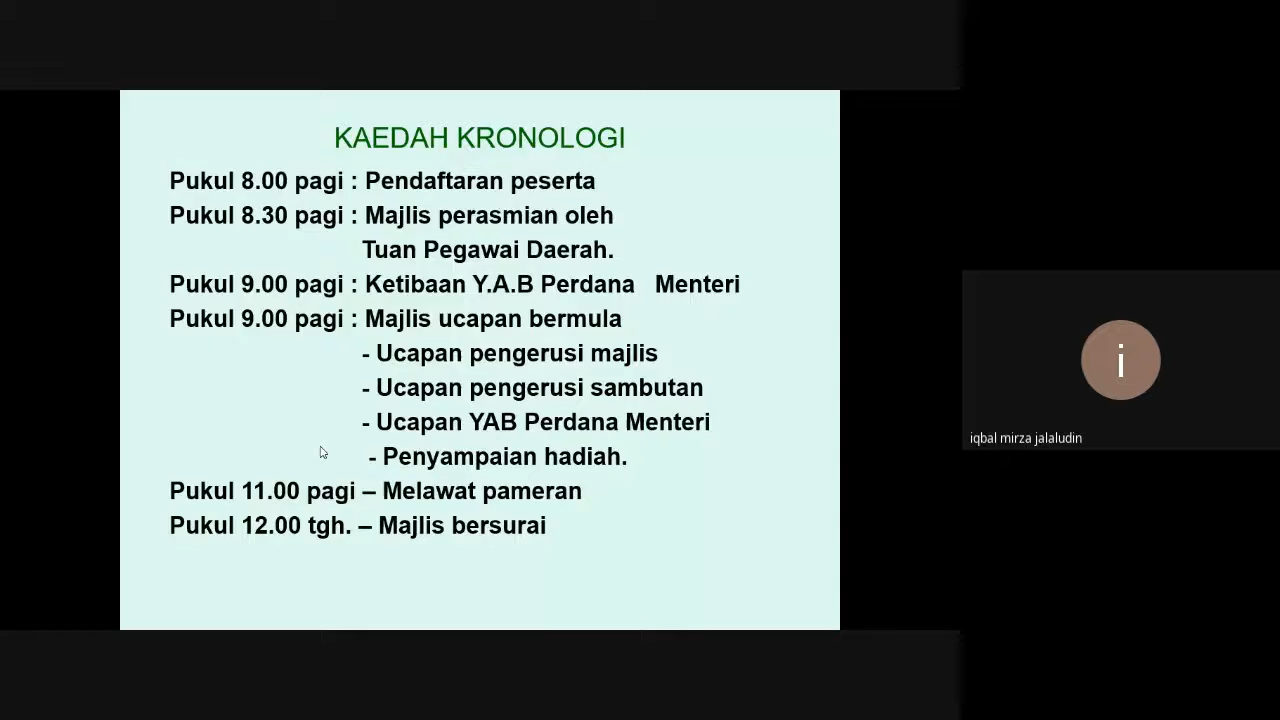 KAEDAH KRONOLOGI
Pukul 8.00 pagi : Pendaftaran peserta
Pukul 8.30 pagi : Majlis perasmian oleh
Tuan Pegawai Daerah.
Pukul 9.00 pagi : Ketibaan Y.A.B Perdana Menteri
Pukul 9.00 pagi : Majlis ucapan bermula
- Ucapan pengerusi majlis
- Ucapan pengerusi sambutan
- Ucapan YAB Perdana Menteri
- Penyampaian hadiah.
Pukul 11.00 pagi – Melawat pameran
Pukul 12.00 tgh. – Majlis bersurai
i
iqbal mirza jalaludin